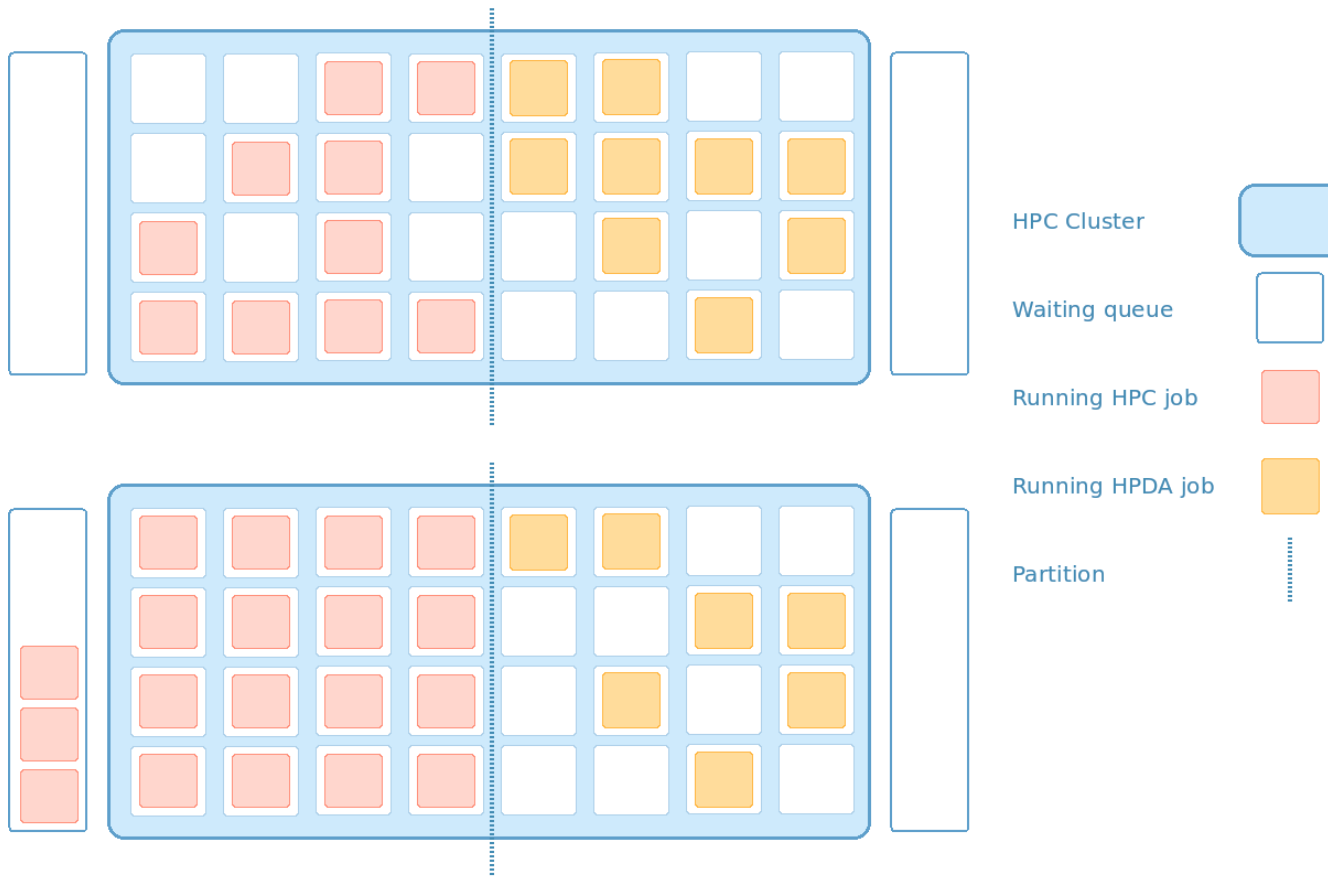 HPC Cluster
Waiting queue
Running HPC job
Running HPDA job
Partition